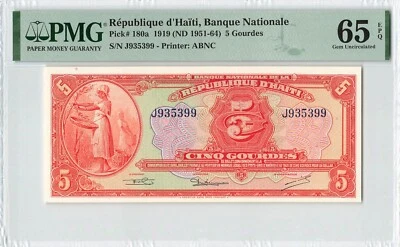 PMG
PAPER MONEY GUARANTY
République d'Haïti, Banque Nationale
Pick# 180a 1919 (ND 1951-64) 5 Gourdes
S/N J935399 - Printer: ABNC
65 EPQ
Gem Uncirculated
BANQUE NATIONALE DE LA
REPUBLIQUE D'HAITI
5
5
J935399
J935399
5
CINQ GOURDES
5
5